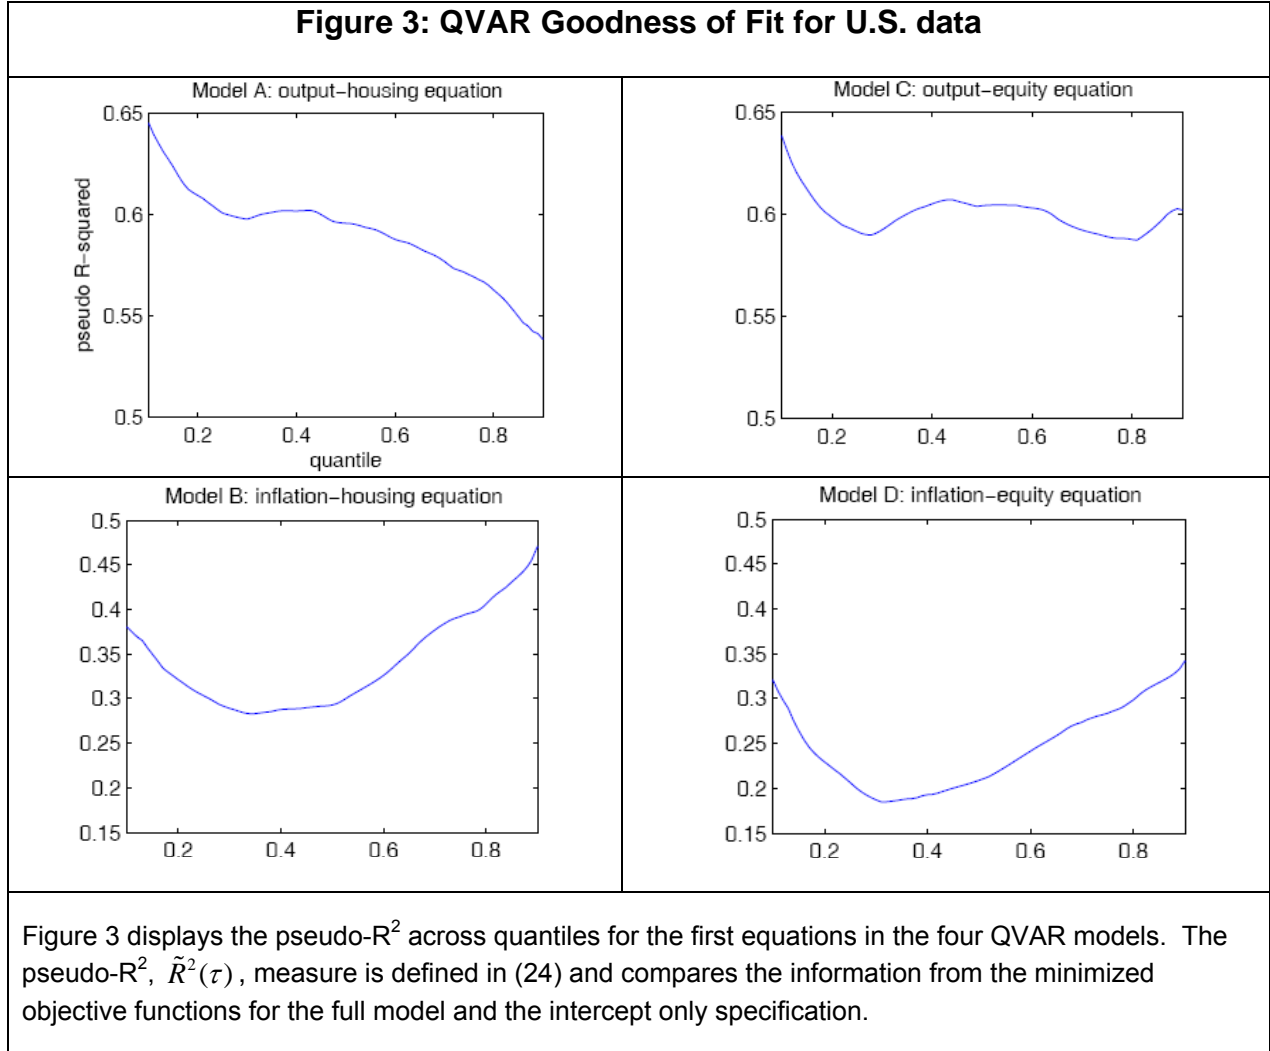 Figure 3: QVAR Goodness of Fit for U.S. data
Model A: output-housing equation
0.65
0.6
0.55
0.5
pseudo R-squared
0.2 0.4 0.6 0.8
quantile
Model C: output-equity equation
0.65
0.6
0.55
0.5
0.2 0.4 0.6 0.8
Model B: inflation-housing equation
0.5
0.45
0.4
0.35
0.3
0.25
0.2
0.15
0.2 0.4 0.6 0.8
Model D: inflation-equity equation
0.5
0.45
0.4
0.35
0.3
0.25
0.2
0.15
0.2 0.4 0.6 0.8
Figure 3 displays the pseudo-R² across quantiles for the first equations in the four QVAR models. The
pseudo-R², R̃²(τ), measure is defined in (24) and compares the information from the minimized
objective functions for the full model and the intercept only specification.